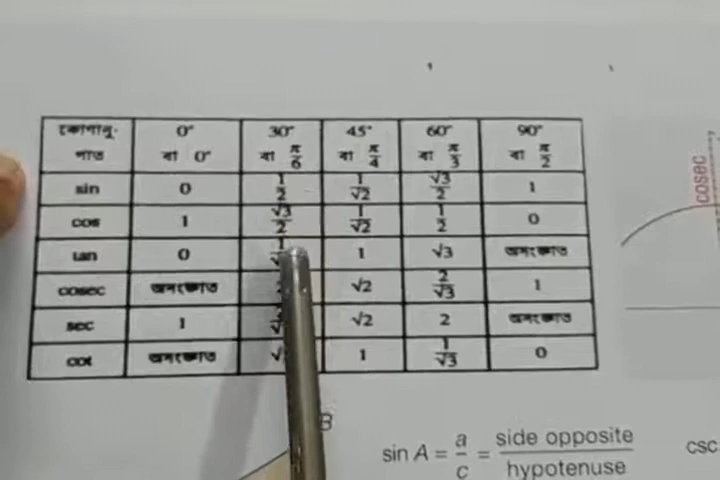 কোণানু- 0° 30° 45° 60° 90°
পাত বা 0° বা π/6 বা π/4 বা π/3 বা π/2
sin 0 1/2 1/√2 √3/2 1
cos 1 √3/2 1/√2 1/2 0
tan 0 1 √3 অসংজ্ঞাত
cosec অসংজ্ঞাত √2 2/√3 1
sec 1 √2 2 অসংজ্ঞাত
cot অসংজ্ঞাত 1 1/√3 0
cosec
B
sin A = a/c = side opposite/hypotenuse
csc